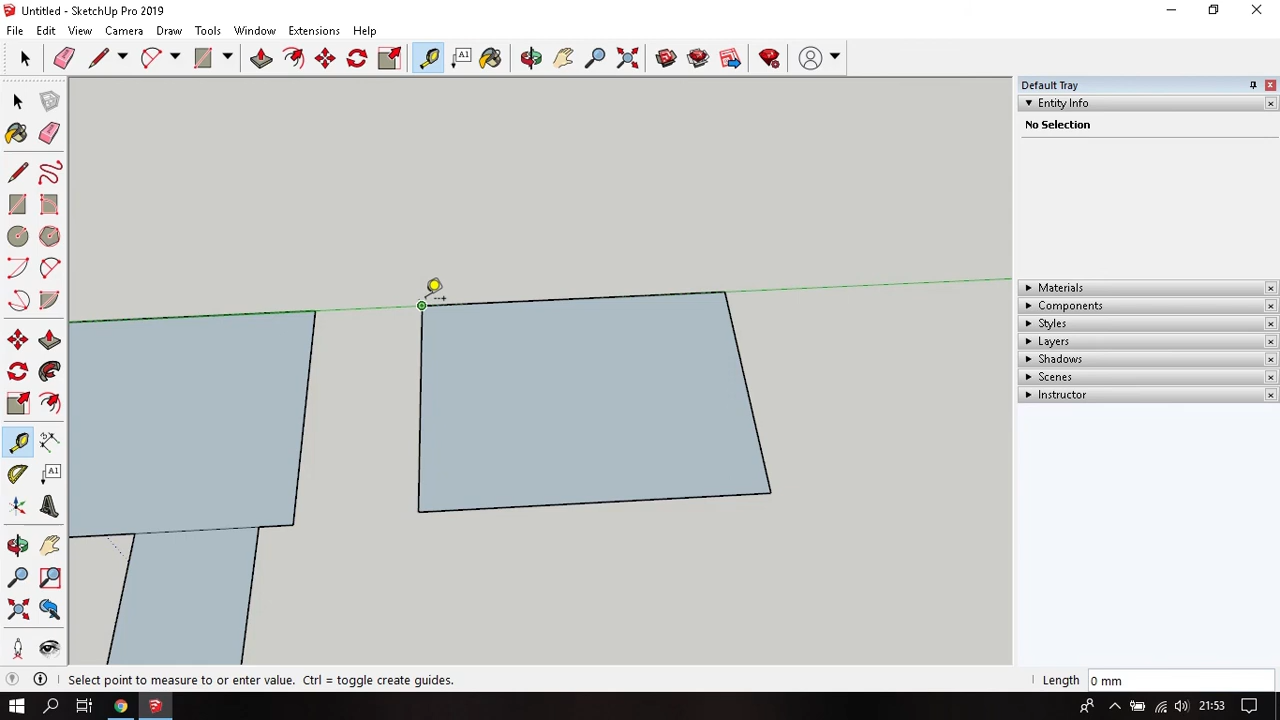 Untitled - SketchUp Pro 2019
File Edit View Camera Draw Tools Window Extensions Help
A1
Default Tray
Entity Info
No Selection
A1
Materials
Components
Styles
Layers
Shadows
Scenes
Instructor
Select point to measure to or enter value. Ctrl = toggle create guides.
Length 0 mm
21:53